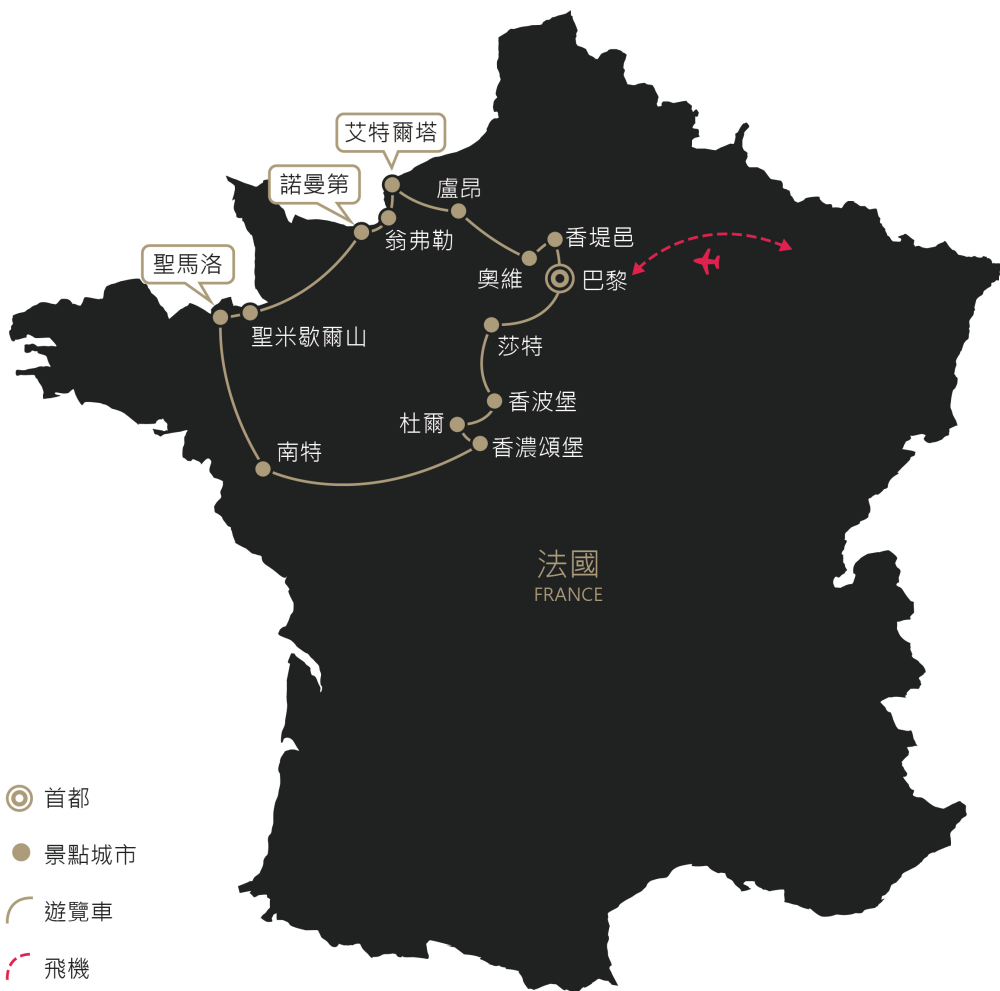 艾特爾塔
諾曼第
盧昂
翁弗勒
香堤邑
聖馬洛
奧維
巴黎
聖米歇爾山
莎特
香波堡
杜爾
香濃頌堡
南特
法國
FRANCE
首都
景點城市
遊覽車
飛機